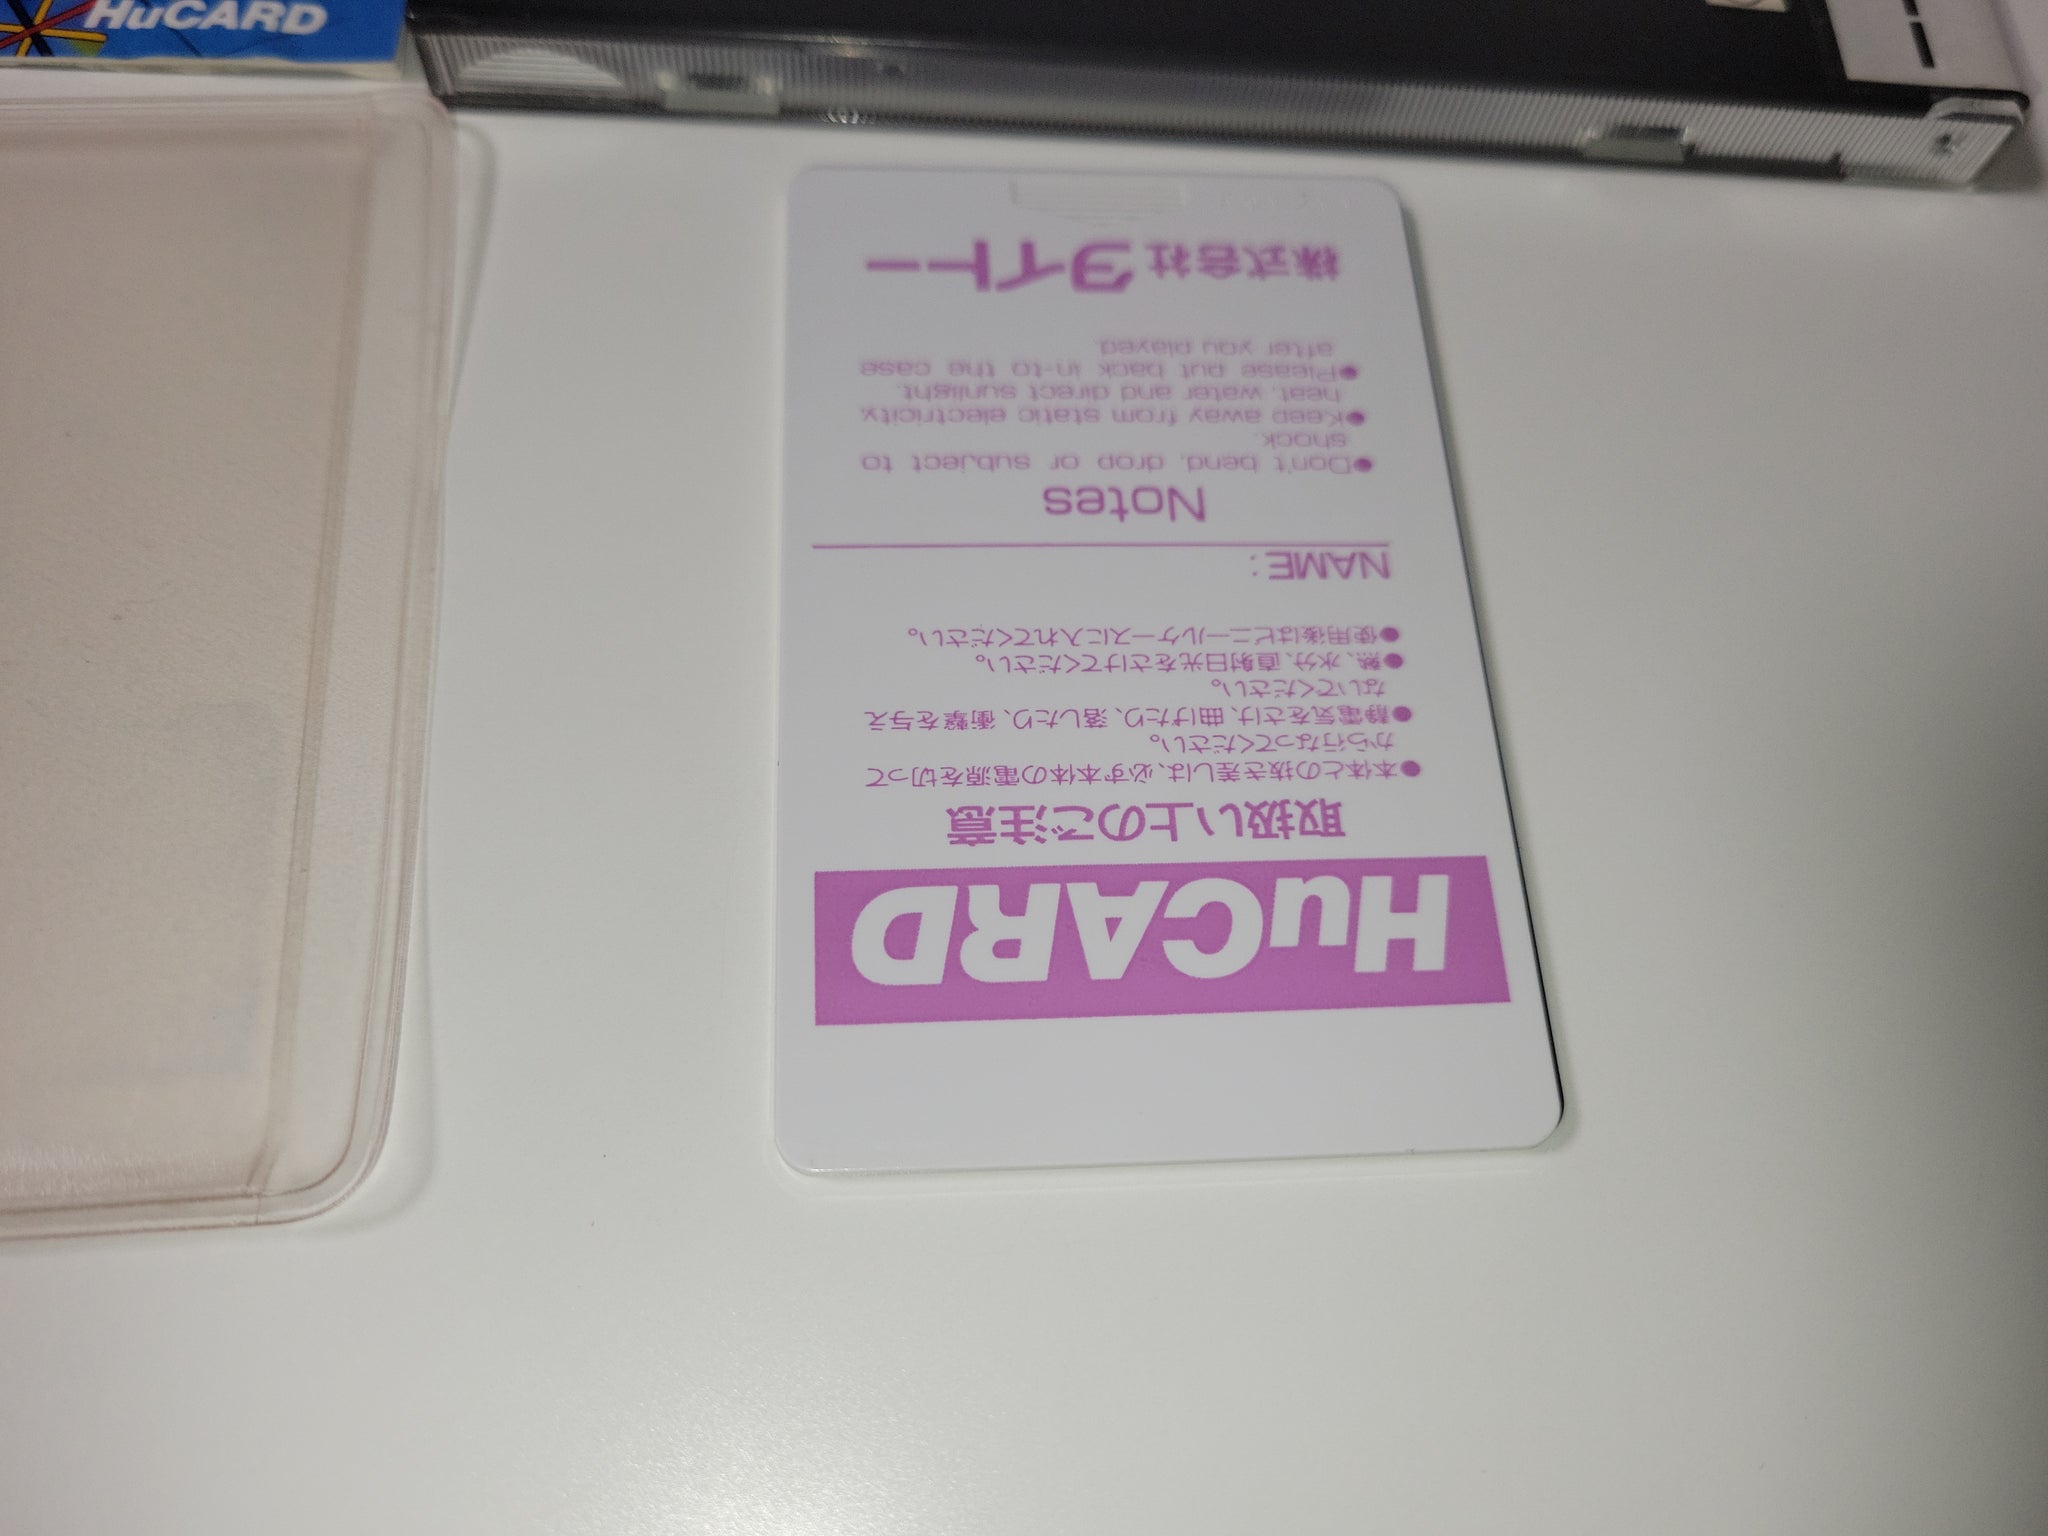 HuCARD
HuCARD
取扱い上のご注意
●本体との抜き差しは、必ず本体の電源を切って
から行なってください。
●静電気をさけ、曲げたり、落したり、衝撃を与え
ないでください。
●熱、水分、直射日光をさけてください。
●使用後はビニールケースに入れてください。
NAME:
Notes
●Don't bend, drop or subject to
shock.
●Keep away from static electricity,
heat, water and direct sunlight.
●Please put back in-to the case
after you played.
株式会社タイトー